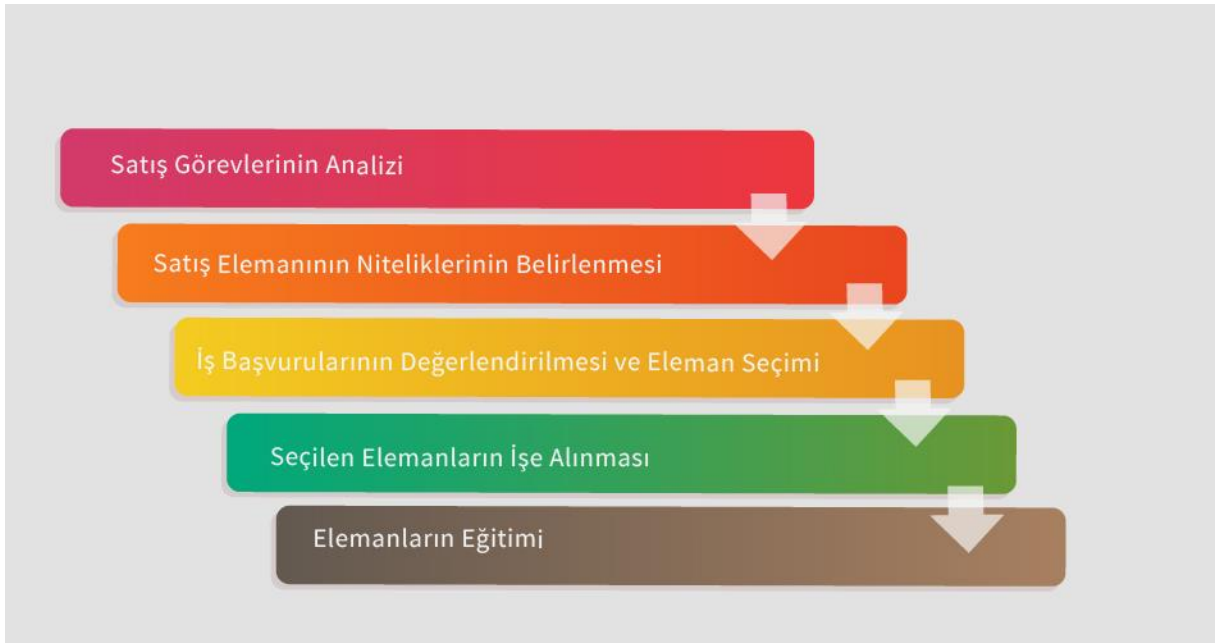 Satış Görevlerinin Analizi
Satış Elemanının Niteliklerinin Belirlenmesi
İş Başvurularının Değerlendirilmesi ve Eleman Seçimi
Seçilen Elemanların İşe Alınması
Elemanların Eğitimi